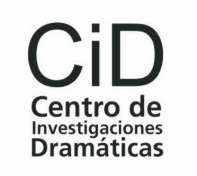 CiD
Centro de
Investigaciones
Dramáticas